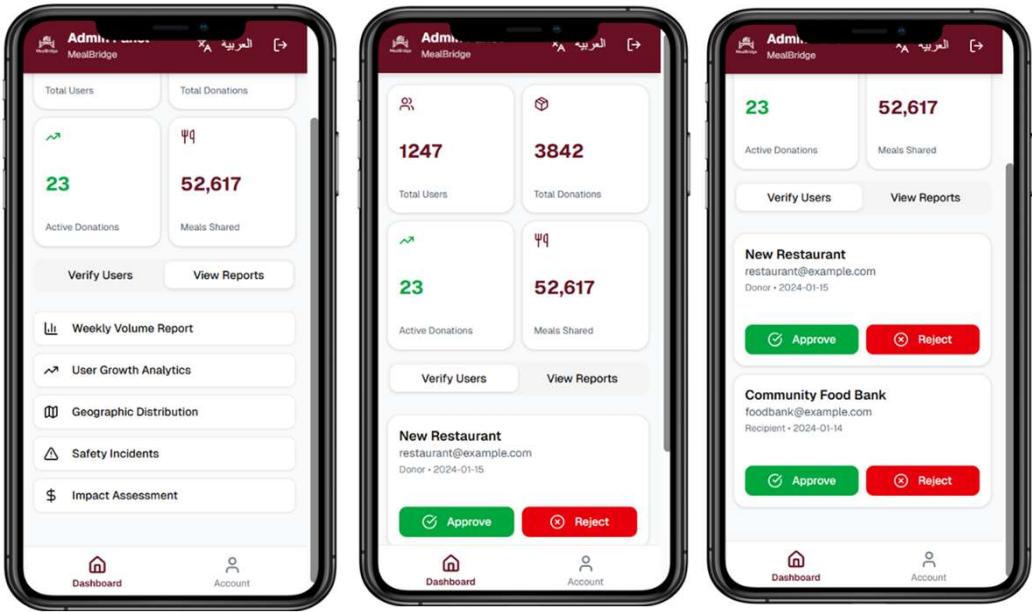 Admin Panel
MealBridge
العربية
Total Users
Total Donations
23
52,617
Active Donations
Meals Shared
Verify Users
View Reports
Weekly Volume Report
User Growth Analytics
Geographic Distribution
Safety Incidents
Impact Assessment
Dashboard
Account
MealBridge
العربية
1247
3842
Total Users
Total Donations
23
52,617
Active Donations
Meals Shared
Verify Users
View Reports
New Restaurant
restaurant@example.com
Donor • 2024-01-15
Approve
Reject
Dashboard
Account
MealBridge
العربية
23
52,617
Active Donations
Meals Shared
Verify Users
View Reports
New Restaurant
restaurant@example.com
Donor • 2024-01-15
Approve
Reject
Community Food Bank
foodbank@example.com
Recipient • 2024-01-14
Approve
Reject
Dashboard
Account